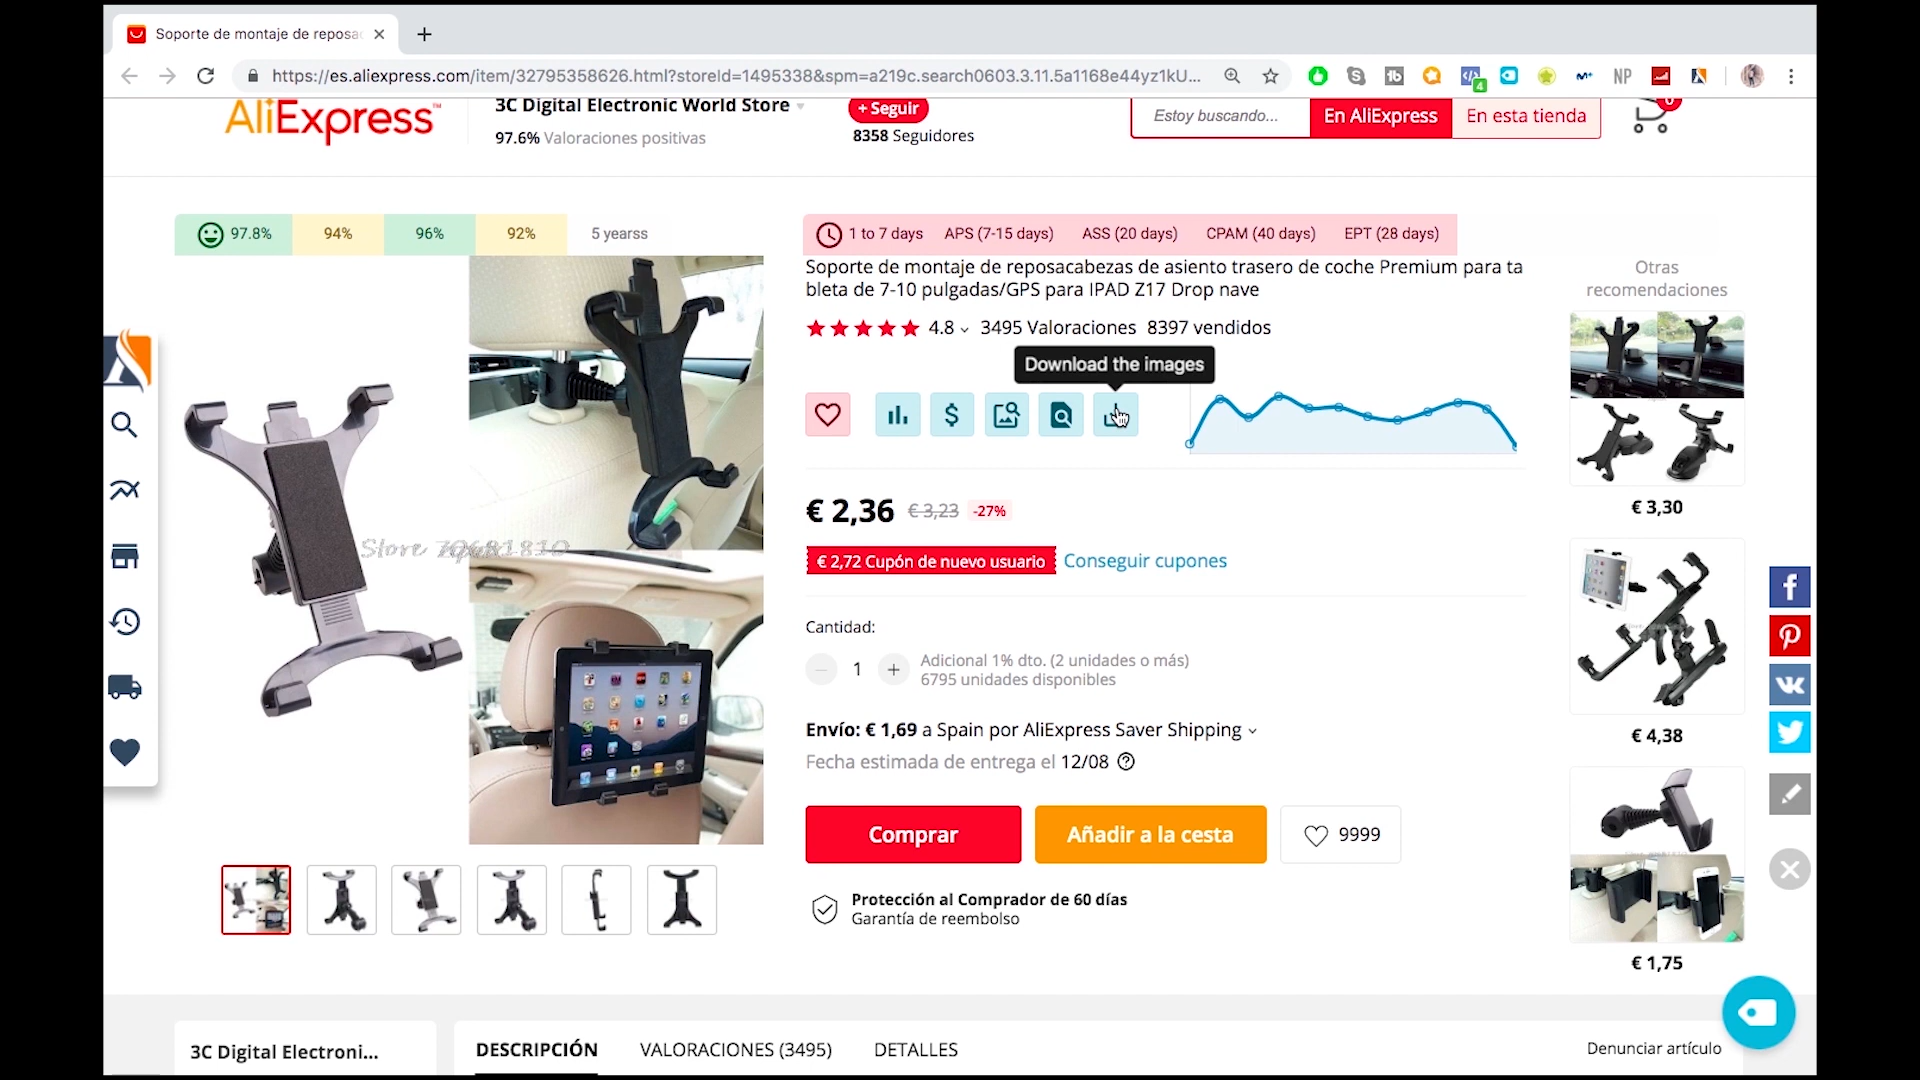 Soporte de montaje de reposa
https://es.aliexpress.com/item/32795358626.html?storeId=1495338&spm=a219c.search0603.3.11.5a1168e44yz1kU...
4
NP
AliExpress™
3C Digital Electronic World Store
97.6% Valoraciones positivas
+ Seguir
8358 Seguidores
Estoy buscando...
En AliExpress
En esta tienda
0
97.8%
94%
96%
92%
5 yearss
1 to 7 days
APS (7-15 days)
ASS (20 days)
CPAM (40 days)
EPT (28 days)
Soporte de montaje de reposacabezas de asiento trasero de coche Premium para ta
bleta de 7-10 pulgadas/GPS para IPAD Z17 Drop nave
4.8
3495 Valoraciones
8397 vendidos
Download the images
Store
€ 2,36
€ 3,23
-27%
€ 2,72 Cupón de nuevo usuario
Conseguir cupones
Cantidad:
1
Adicional 1% dto. (2 unidades o más)
6795 unidades disponibles
Envío: € 1,69 a Spain por AliExpress Saver Shipping
Fecha estimada de entrega el 12/08
Comprar
Añadir a la cesta
9999
Protección al Comprador de 60 días
Garantía de reembolso
Otras
recomendaciones
€ 3,30
€ 4,38
€ 1,75
3C Digital Electroni...
DESCRIPCIÓN
VALORACIONES (3495)
DETALLES
Denunciar artículo